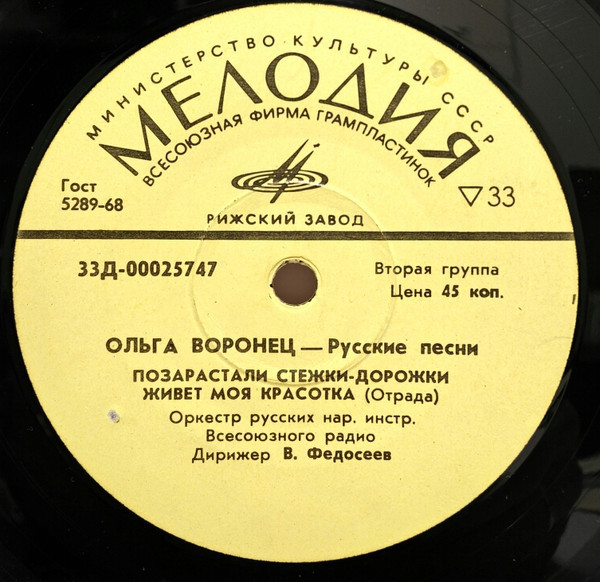 МИНИСТЕРСТВО КУЛЬТУРЫ СССР
МЕЛОДИЯ
ВСЕСОЮЗНАЯ ФИРМА ГРАМПЛАСТИНОК
Гост
5289-68
▽33
РИЖСКИЙ ЗАВОД
33Д-00025747
Вторая группа
Цена 45 коп.
ОЛЬГА ВОРОНЕЦ — Русские песни
ПОЗАРАСТАЛИ СТЕЖКИ-ДОРОЖКИ
ЖИВЕТ МОЯ КРАСОТКА (Отрада)
Оркестр русских нар. инстр.
Всесоюзного радио
Дирижер В. Федосеев